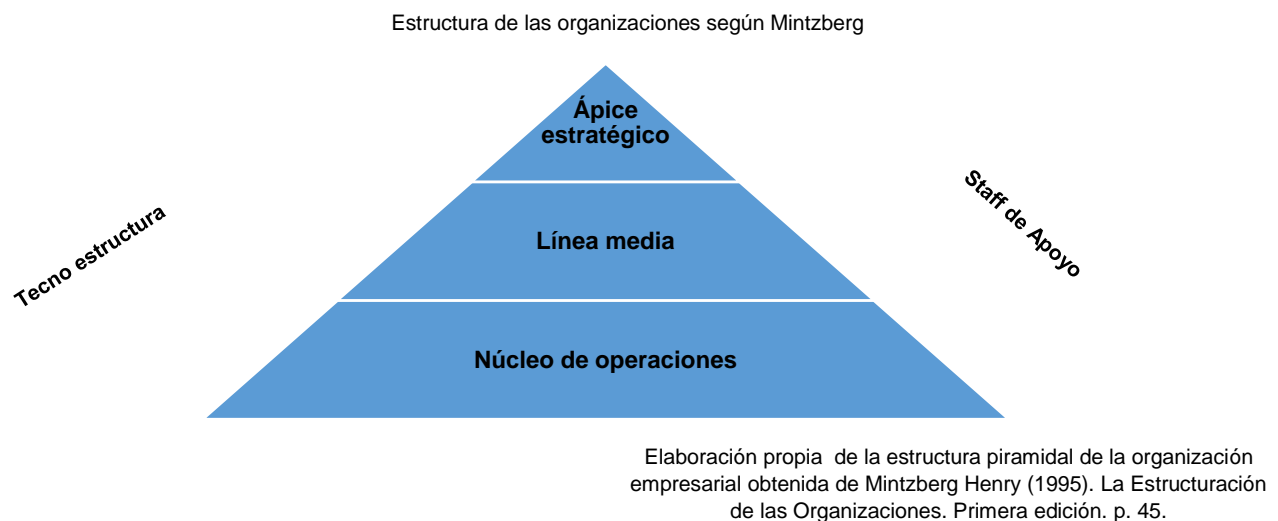 Estructura de las organizaciones según Mintzberg
Ápice
estratégico
Tecno estructura
Staff de Apoyo
Línea media
Núcleo de operaciones
Elaboración propia  de la estructura piramidal de la organización
empresarial obtenida de Mintzberg Henry (1995). La Estructuración
de las Organizaciones. Primera edición. p. 45.